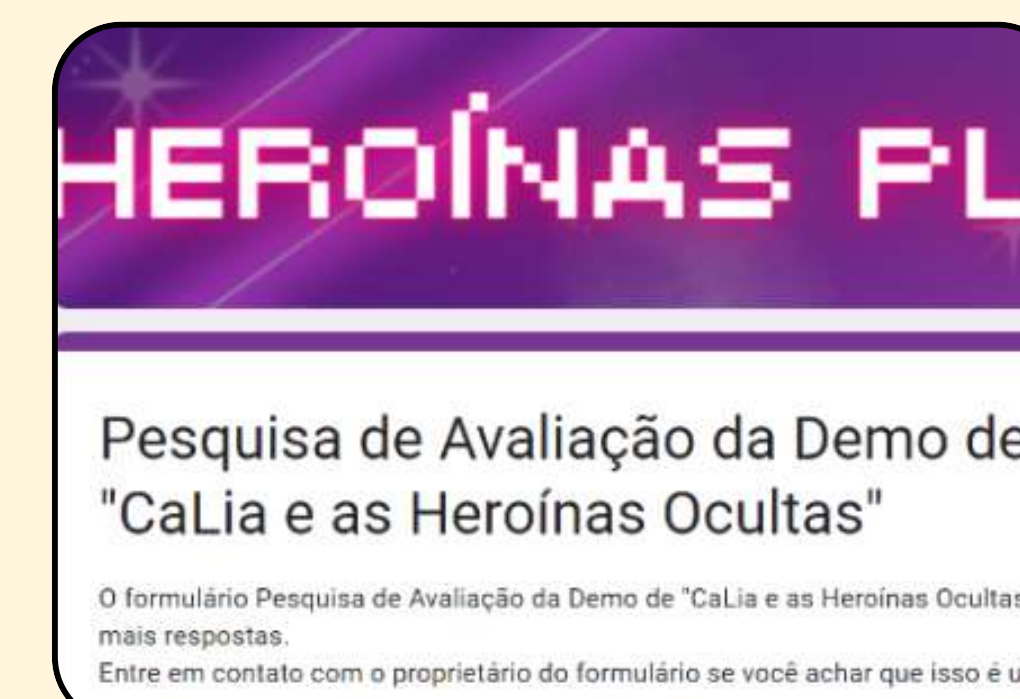 HEROÍNAS PL
Pesquisa de Avaliação da Demo de
"CaLia e as Heroínas Ocultas"
O formulário Pesquisa de Avaliação da Demo de "CaLia e as Heroínas Ocultas
mais respostas.
Entre em contato com o proprietário do formulário se você achar que isso é u